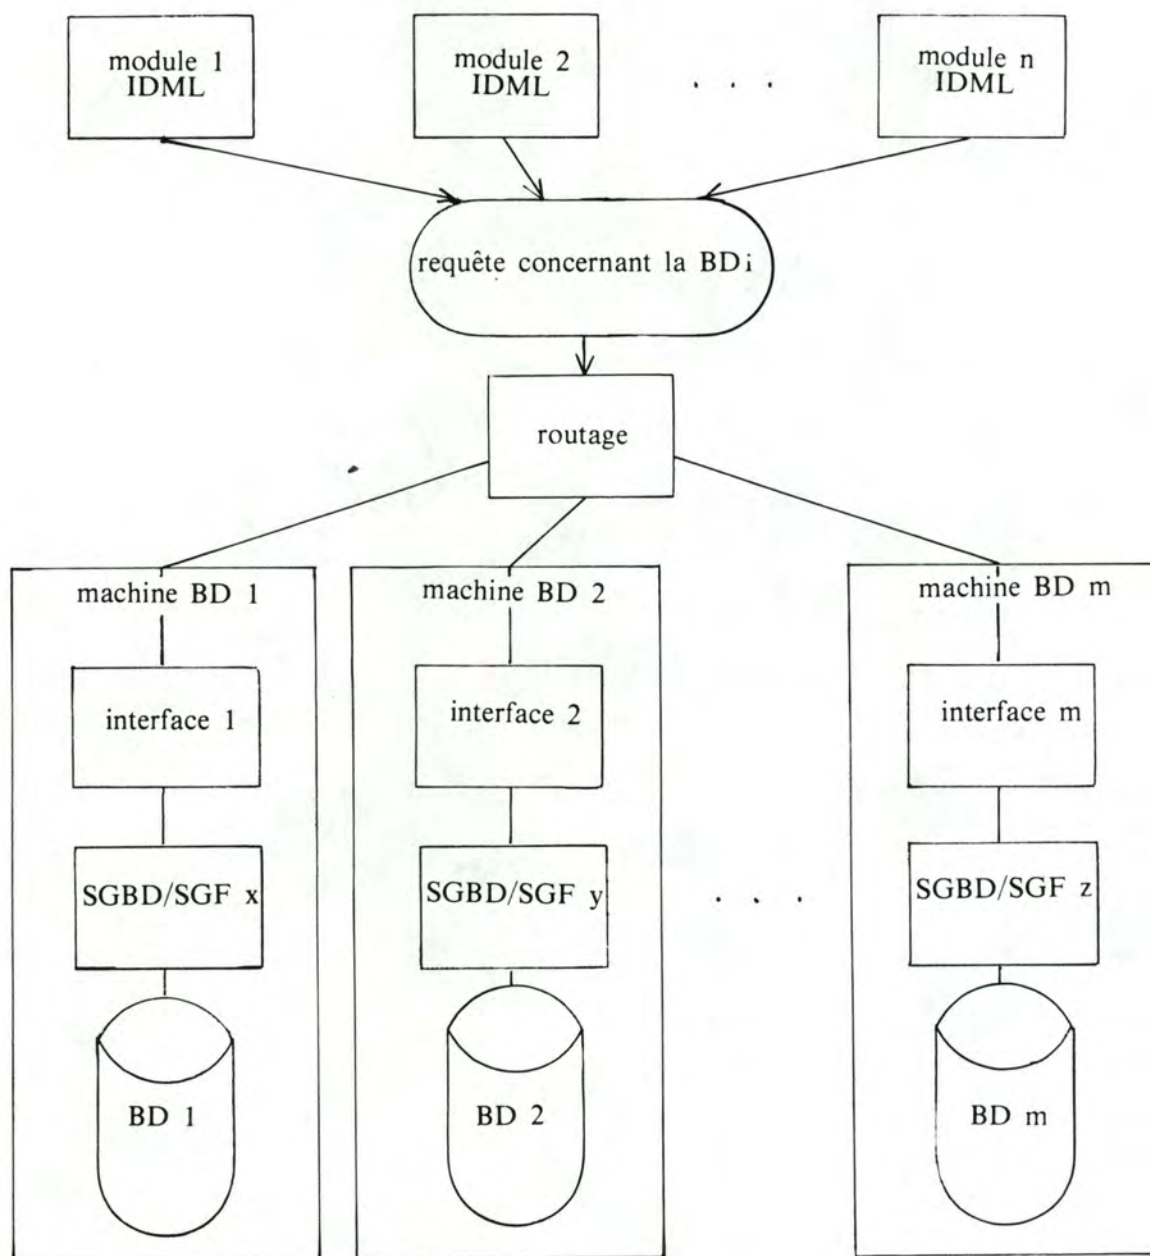 module 1
IDML
module 2
IDML
. . .
module n
IDML
requête concernant la BDi
routage
machine BD 1
machine BD 2
machine BD m
interface 1
interface 2
interface m
SGBD/SGF x
SGBD/SGF y
. . .
SGBD/SGF z
BD 1
BD 2
BD m